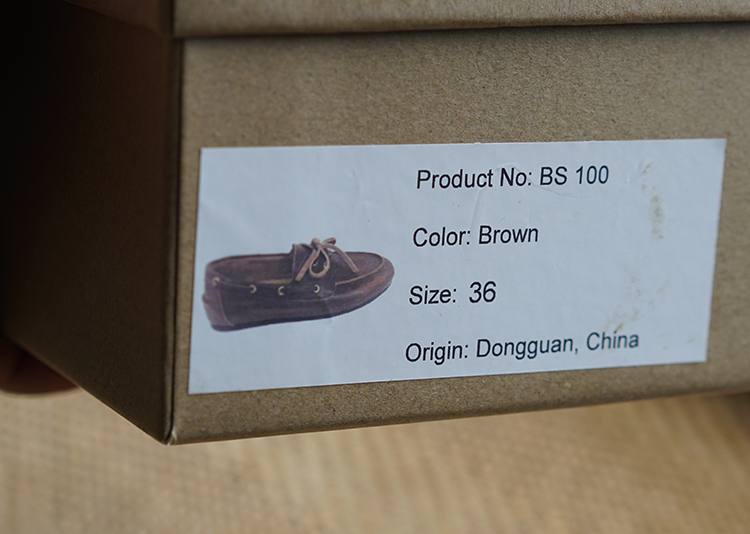 Product No: BS 100
Color: Brown
Size: 36
Origin: Dongguan, China